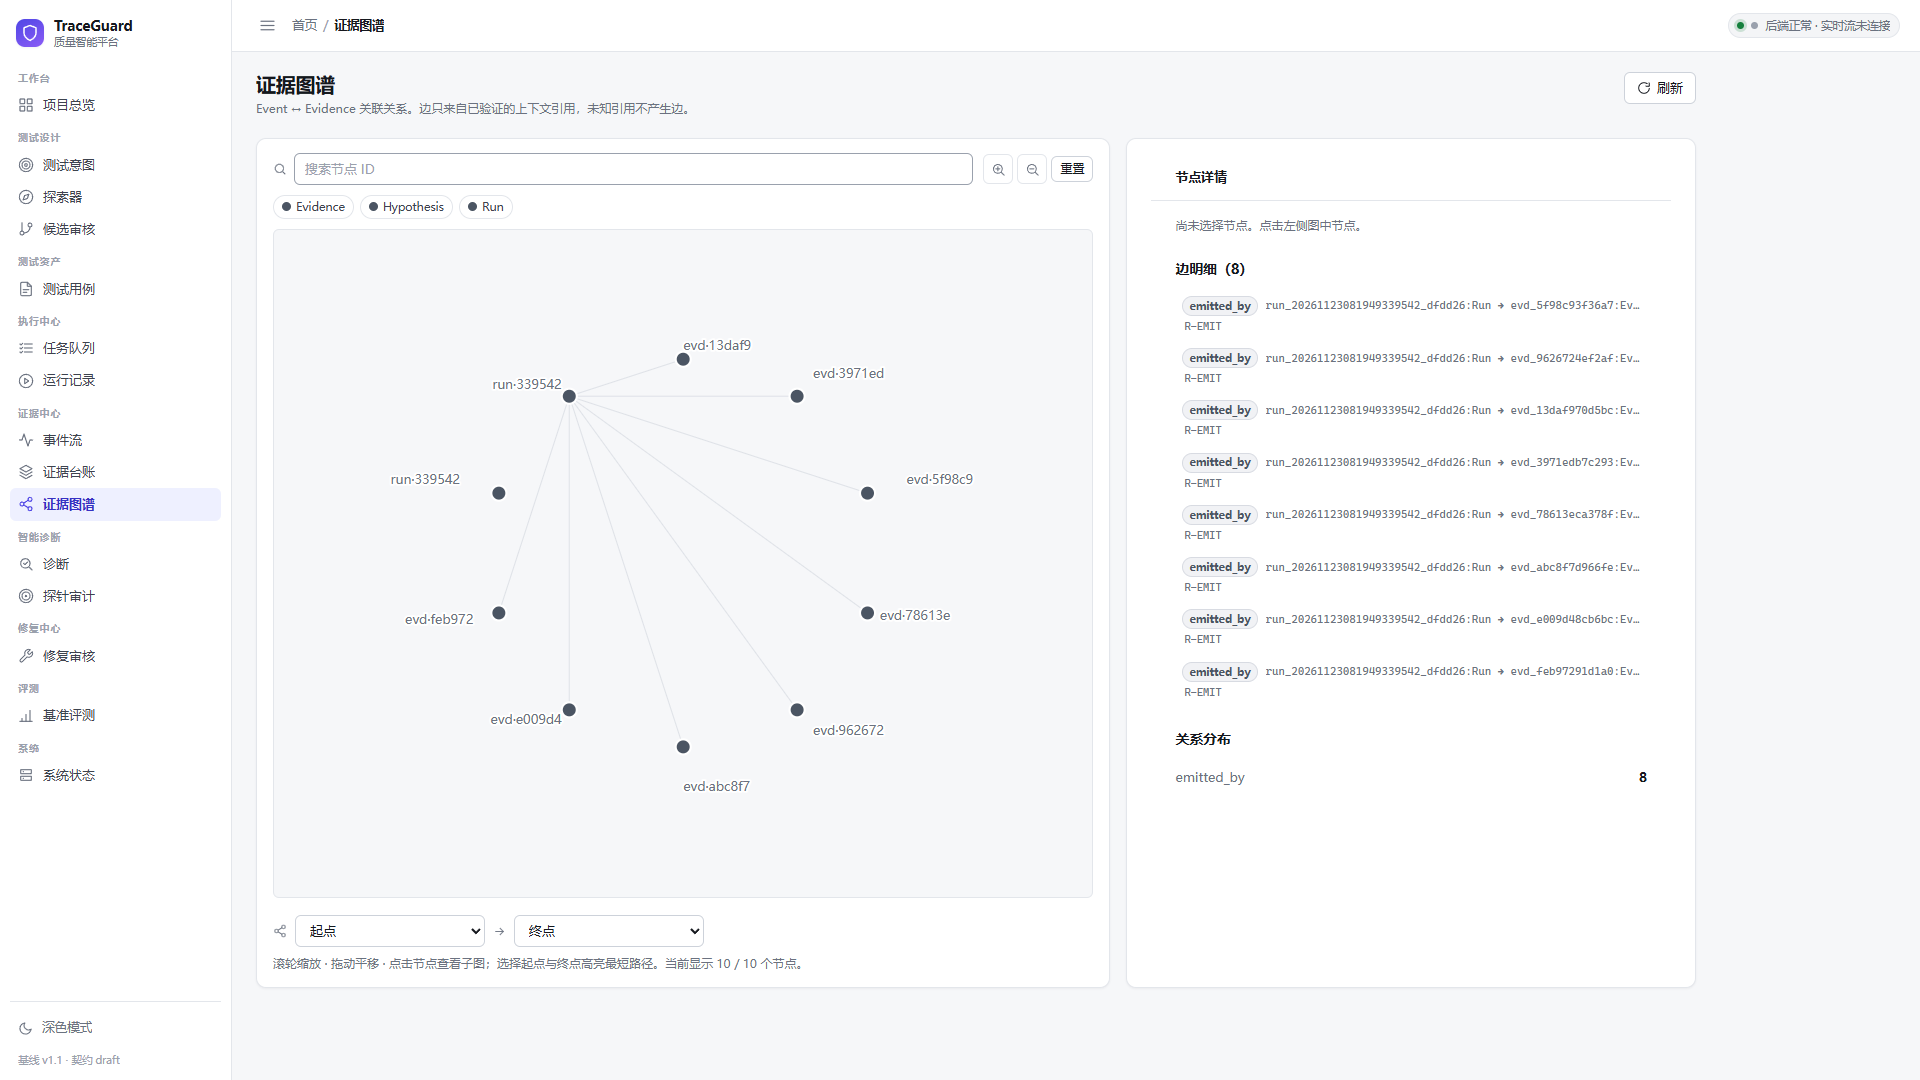 TraceGuard
质量智能平台
工作台
项目总览
测试设计
测试意图
探索器
候选审核
测试资产
测试用例
执行中心
任务队列
运行记录
证据中心
事件流
证据台账
证据图谱
智能诊断
诊断
探针审计
修复中心
修复审核
评测
基准评测
系统
系统状态
深色模式
基线 v1.1 · 契约 draft
首页 / 证据图谱
后端正常 · 实时流未连接
证据图谱
Event ↔ Evidence 关联关系。边只来自已验证的上下文引用，未知引用不产生边。
刷新
搜索节点 ID
重置
Evidence
Hypothesis
Run
evd·13daf9
evd·3971ed
run·339542
run·339542
evd·5f98c9
evd·feb972
evd·78613e
evd·e009d4
evd·962672
evd·abc8f7
起点 → 终点
滚轮缩放 · 拖动平移 · 点击节点查看子图；选择起点与终点高亮最短路径。当前显示 10 / 10 个节点。
节点详情
尚未选择节点。点击左侧图中节点。
边明细（8）
emitted_by run_20261123081949339542_dfdd26:Run → evd_5f98c93f36a7:Ev…
R-EMIT
emitted_by run_20261123081949339542_dfdd26:Run → evd_9626724ef2af:Ev…
R-EMIT
emitted_by run_20261123081949339542_dfdd26:Run → evd_13daf970d5bc:Ev…
R-EMIT
emitted_by run_20261123081949339542_dfdd26:Run → evd_3971edb7c293:Ev…
R-EMIT
emitted_by run_20261123081949339542_dfdd26:Run → evd_78613eca378f:Ev…
R-EMIT
emitted_by run_20261123081949339542_dfdd26:Run → evd_abc8f7d966fe:Ev…
R-EMIT
emitted_by run_20261123081949339542_dfdd26:Run → evd_e009d48cb6bc:Ev…
R-EMIT
emitted_by run_20261123081949339542_dfdd26:Run → evd_feb97291d1a0:Ev…
R-EMIT
关系分布
emitted_by 8